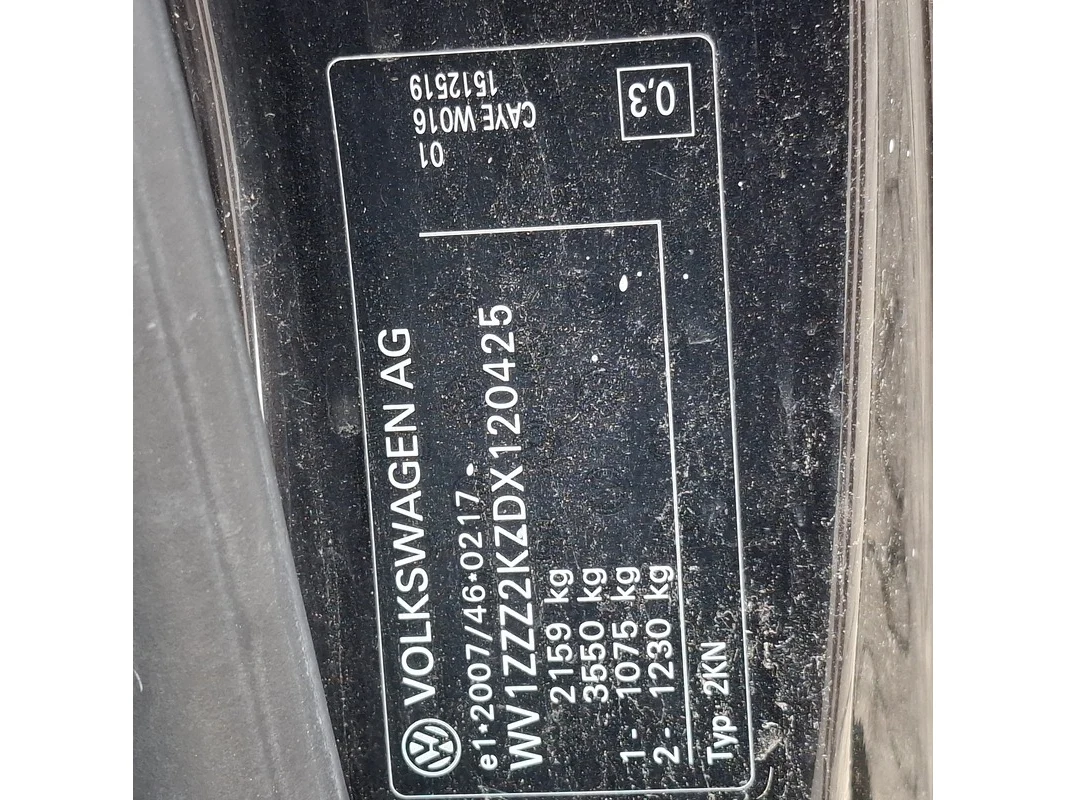 VOLKSWAGEN AG
e1*2007/46*0217*
WV1ZZZ2KZDX120425
2159 kg
3550 kg
1- 1075 kg
2- 1230 kg
Typ 2KN
01
CAYE W016
1512519
0,3